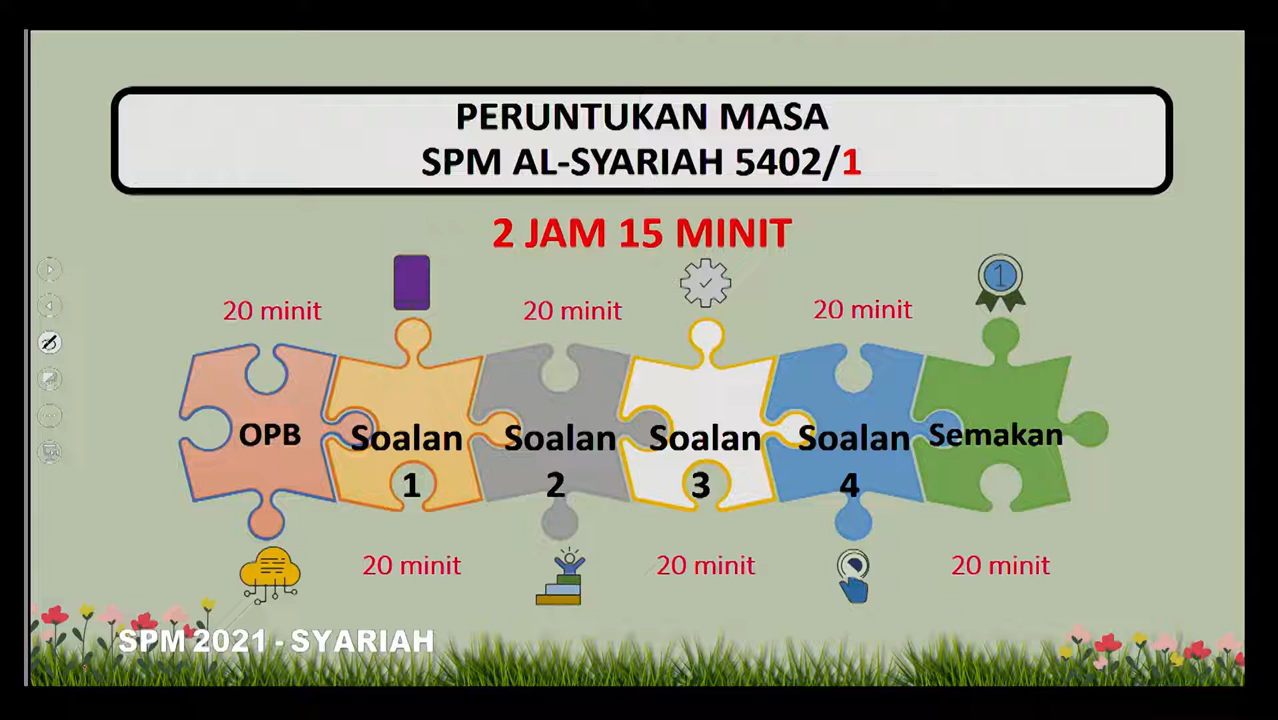 PERUNTUKAN MASA
SPM AL-SYARIAH 5402/1
2 JAM 15 MINIT
1
20 minit
20 minit
20 minit
OPB
Soalan
1
Soalan
2
Soalan
3
Soalan
4
Semakan
20 minit
20 minit
20 minit
SPM 2021 - SYARIAH